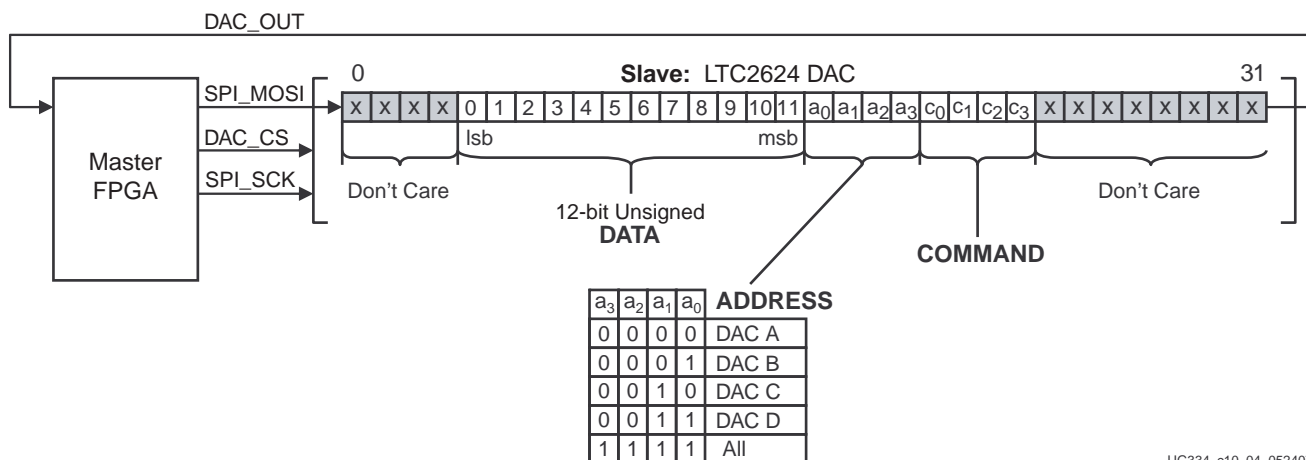 DAC_OUT
0 Slave: LTC2624 DAC 31
SPI_MOSI
X X X X 0 1 2 3 4 5 6 7 8 9 10 11 a0 a1 a2 a3 c0 c1 c2 c3 X X X X X X X X
DAC_CS
lsb msb
Master
FPGA
SPI_SCK
Don't Care
Don't Care
12-bit Unsigned
DATA
COMMAND
a3 a2 a1 a0 ADDRESS
0 0 0 0 DAC A
0 0 0 1 DAC B
0 0 1 0 DAC C
0 0 1 1 DAC D
1 1 1 1 All